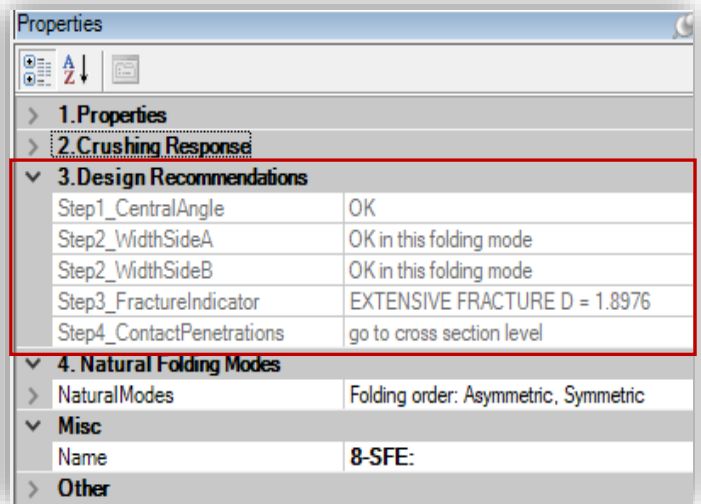 Properties
1.Properties
2.Crushing Response
3.Design Recommendations
Step1_CentralAngle OK
Step2_WidthSideA OK in this folding mode
Step2_WidthSideB OK in this folding mode
Step3_FractureIndicator EXTENSIVE FRACTURE D = 1.8976
Step4_ContactPenetrations go to cross section level
4. Natural Folding Modes
NaturalModes Folding order: Asymmetric, Symmetric
Misc
Name 8-SFE:
Other